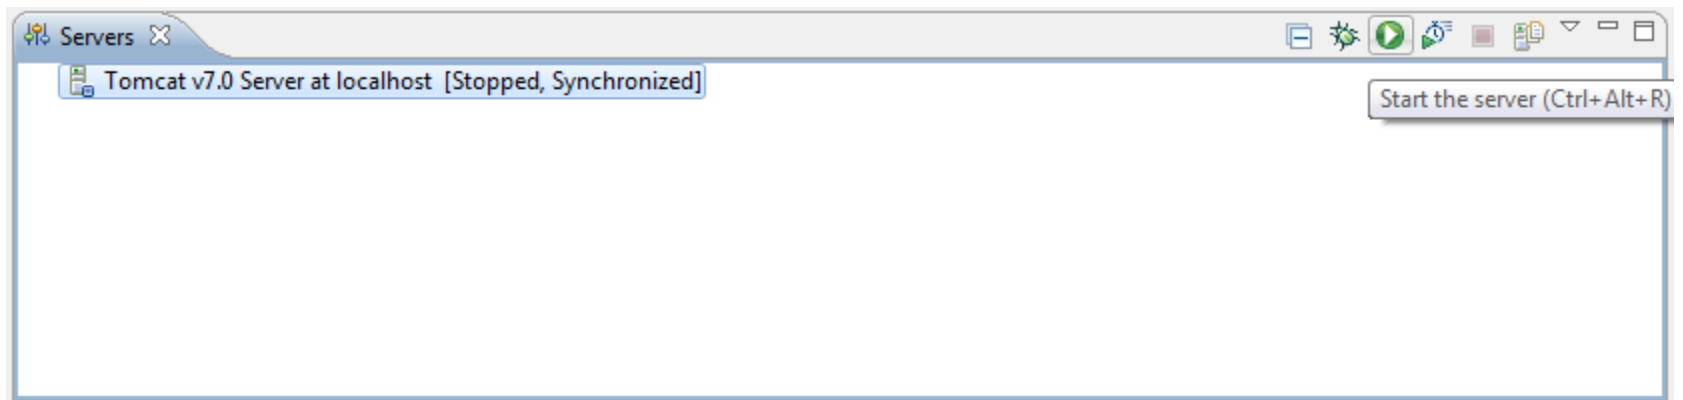 Servers
Tomcat v7.0 Server at localhost [Stopped, Synchronized]
Start the server (Ctrl+Alt+R)